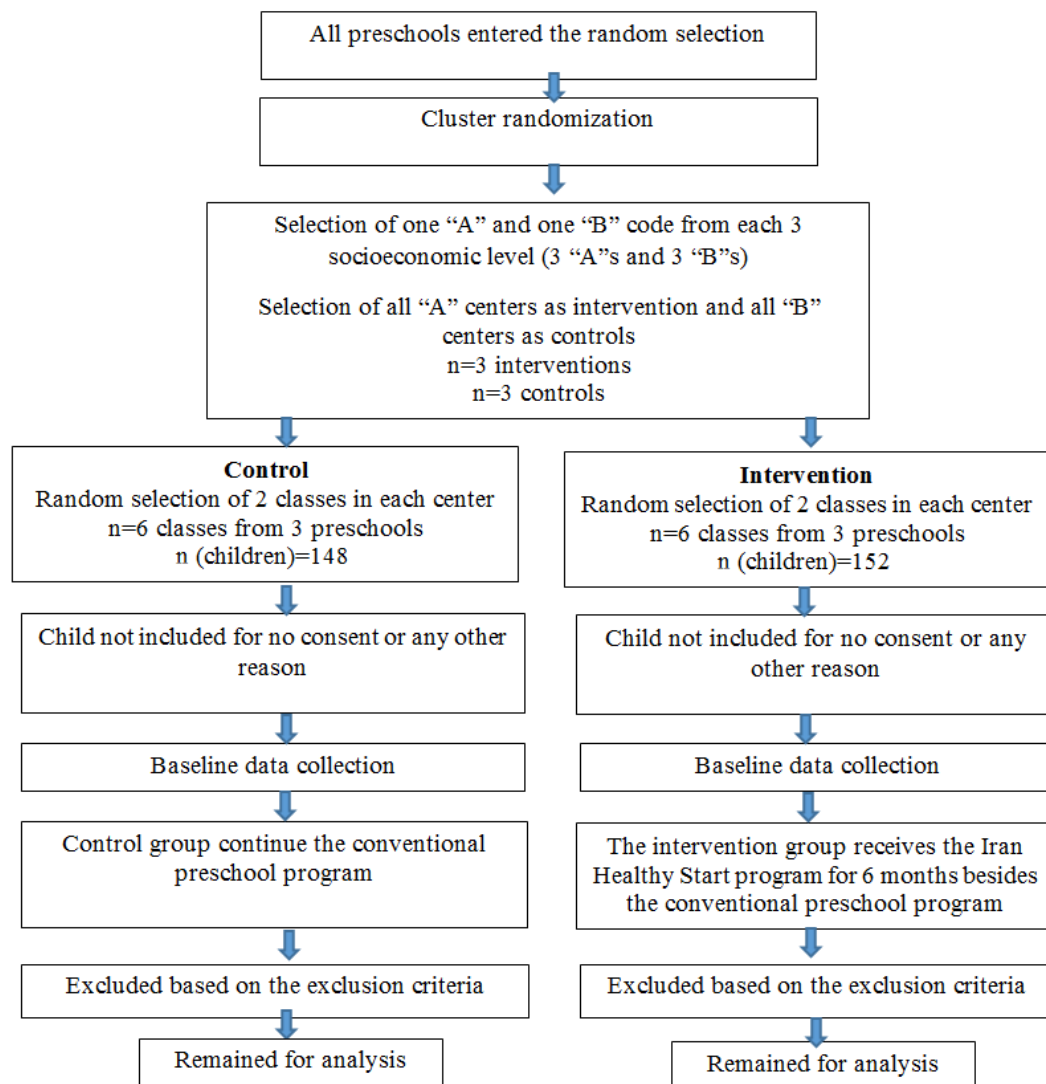 All preschools entered the random selection
Cluster randomization
Selection of one “A” and one “B” code from each 3
socioeconomic level (3 “A”s and 3 “B”s)
Selection of all “A” centers as intervention and all “B”
centers as controls
n=3 interventions
n=3 controls
Control
Random selection of 2 classes in each center
n=6 classes from 3 preschools
n (children)=148
Intervention
Random selection of 2 classes in each center
n=6 classes from 3 preschools
n (children)=152
Child not included for no consent or any other
reason
Child not included for no consent or any
other reason
Baseline data collection
Baseline data collection
Control group continue the conventional
preschool program
The intervention group receives the Iran
Healthy Start program for 6 months besides
the conventional preschool program
Excluded based on the exclusion criteria
Excluded based on the exclusion criteria
Remained for analysis
Remained for analysis